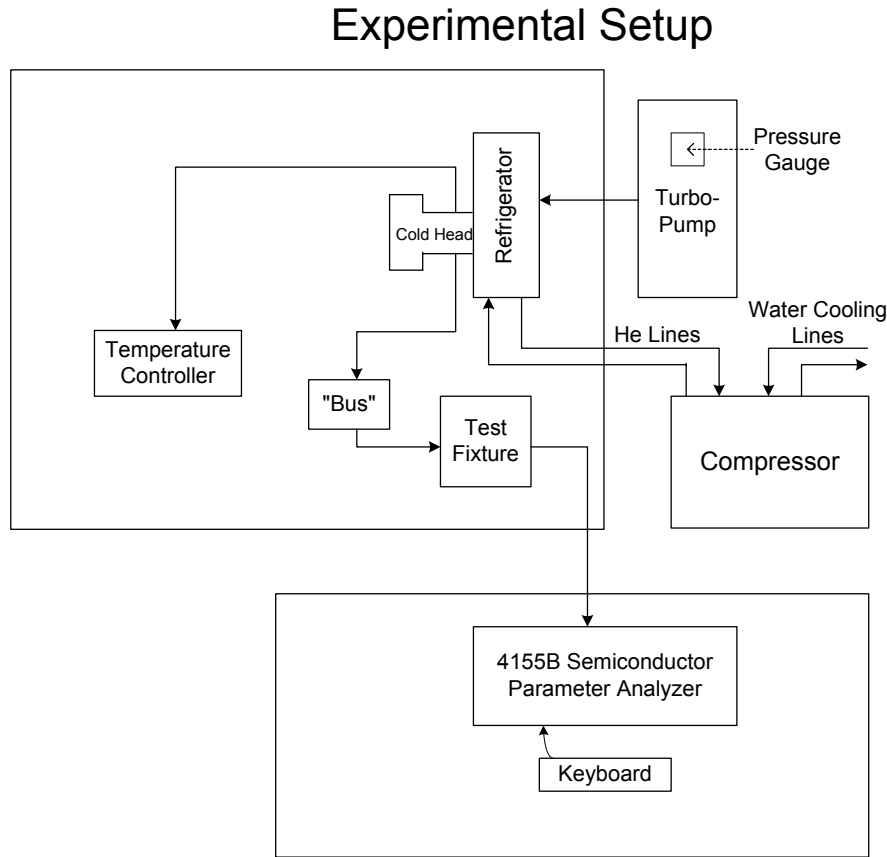 Experimental Setup
Pressure
Gauge
Turbo-
Pump
Refrigerator
Cold Head
Water Cooling
Lines
He Lines
Temperature
Controller
"Bus"
Test
Fixture
Compressor
4155B Semiconductor
Parameter Analyzer
Keyboard